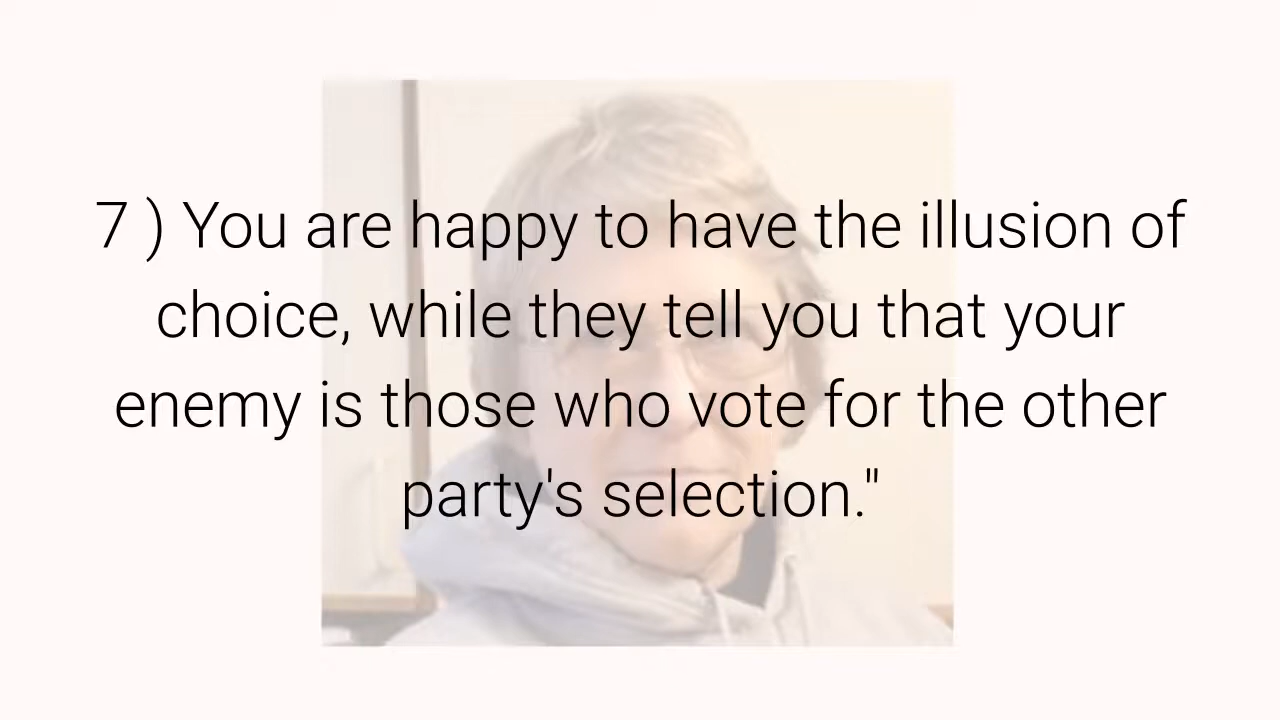 7 ) You are happy to have the illusion of
choice, while they tell you that your
enemy is those who vote for the other
party's selection."